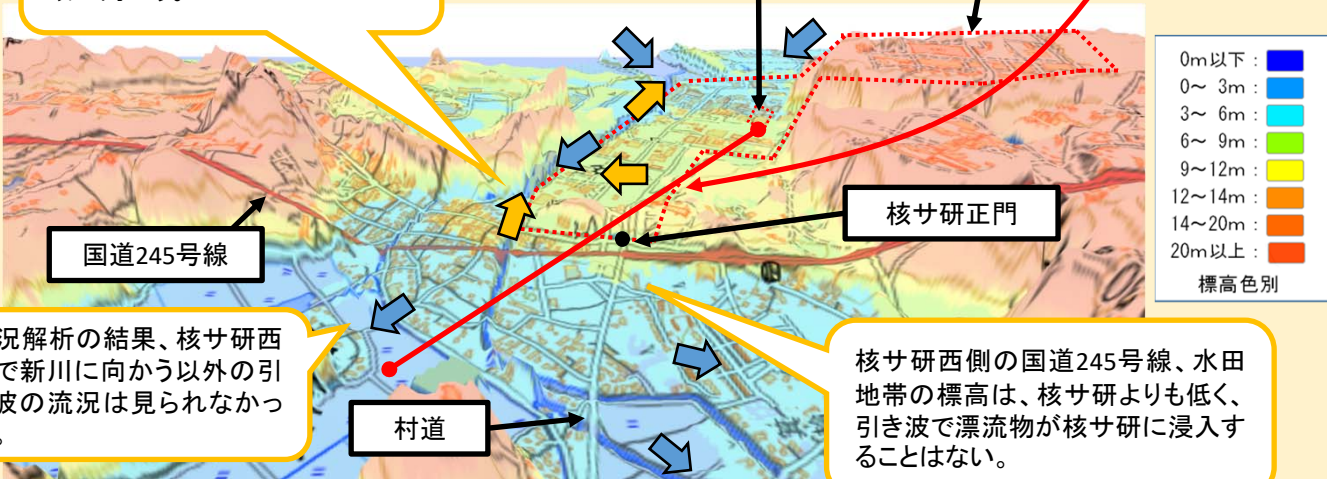 0m以下：
0～ 3m：
3～ 6m：
6～ 9m：
9～12m：
12～14m：
14～20m：
20m以上：
標高色別
核サ研正門
国道245号線
況解析の結果、核サ研西
で新川に向かう以外の引
波の流況は見られなかっ
。
村道
核サ研西側の国道245号線、水田
地帯の標高は、核サ研よりも低く、
引き波で漂流物が核サ研に浸入す
ることはない。